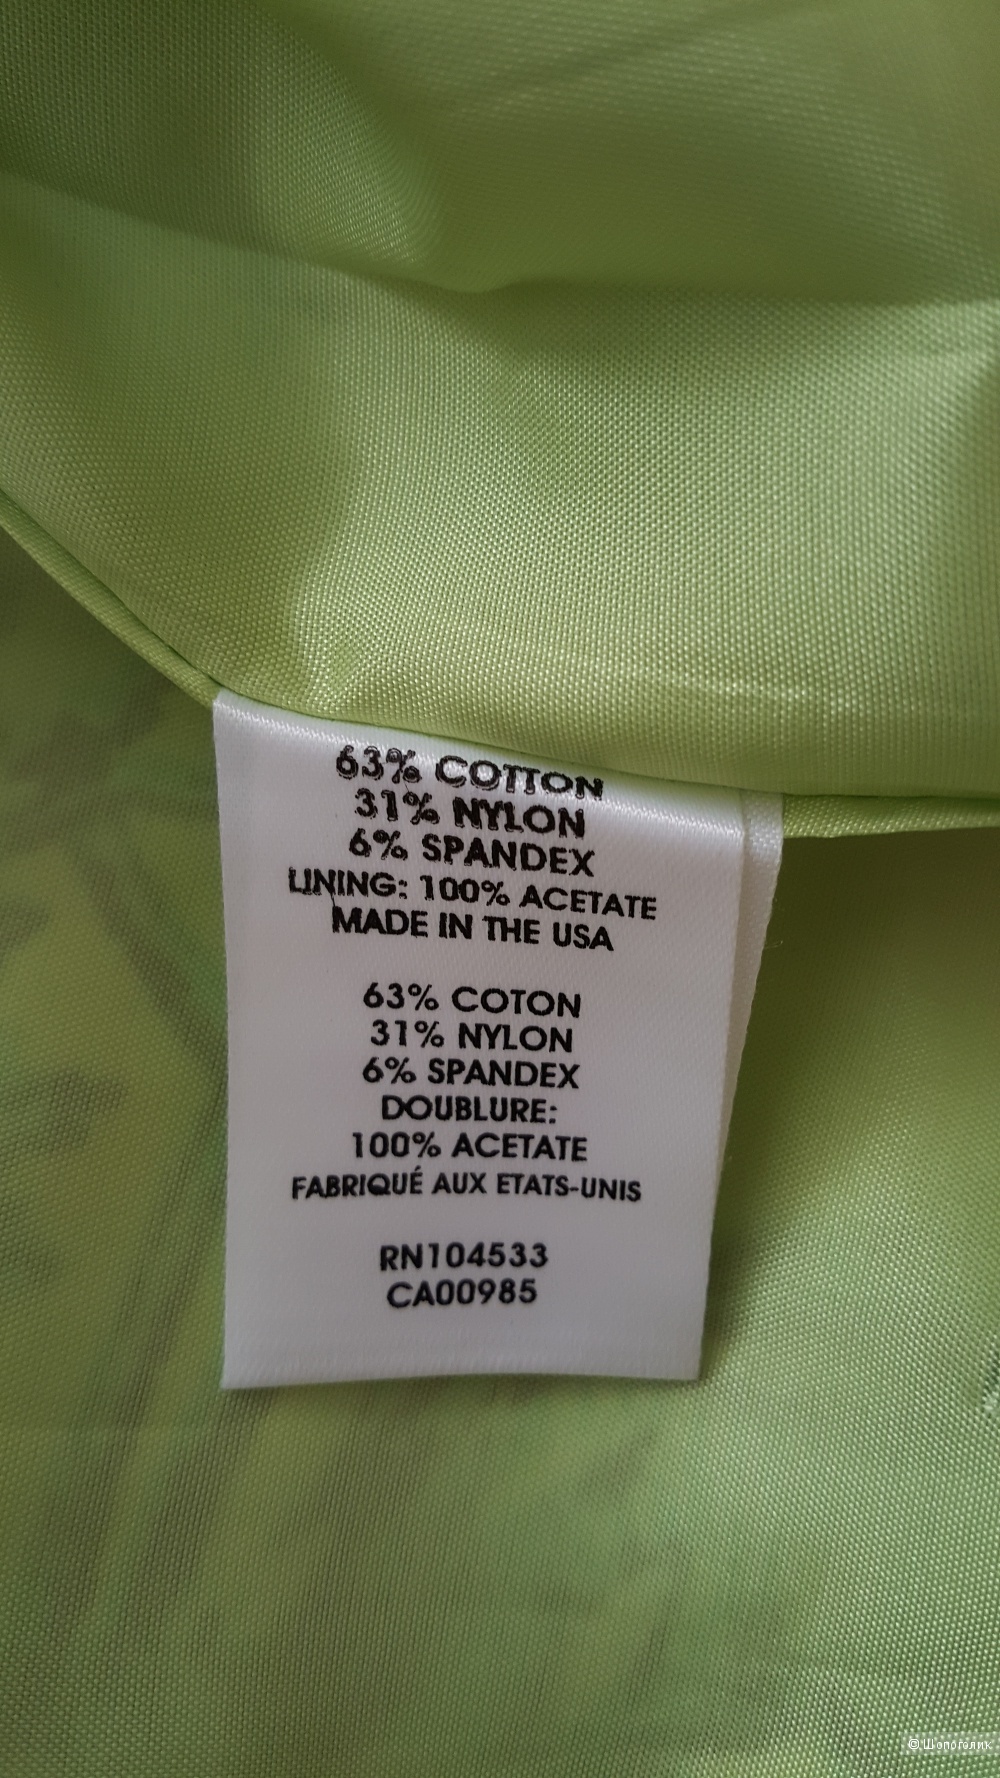 63% COTTON
31% NYLON
6% SPANDEX
LINING: 100% ACETATE
MADE IN THE USA
63% COTON
31% NYLON
6% SPANDEX
DOUBLURE:
100% ACETATE
FABRIQUÉ AUX ETATS-UNIS
RN104533
CA00985
© Шопоголик